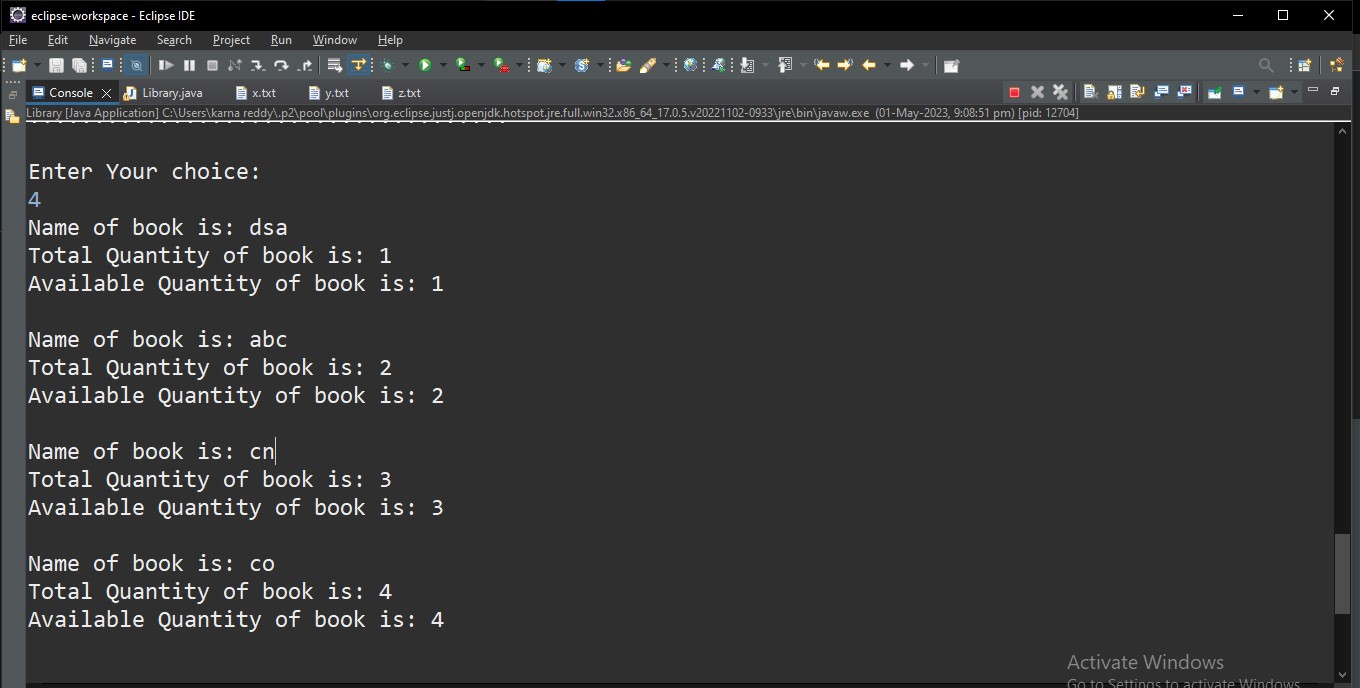 eclipse-workspace - Eclipse IDE
File Edit Navigate Search Project Run Window Help
Console Library.java x.txt y.txt z.txt
Library [Java Application] C:\Users\karna reddy\.p2\pool\plugins\org.eclipse.justj.openjdk.hotspot.jre.full.win32.x86_64_17.0.5.v20221102-0933\jre\bin\javaw.exe (01-May-2023, 9:08:51 pm) [pid: 12704]
Enter Your choice:
4
Name of book is: dsa
Total Quantity of book is: 1
Available Quantity of book is: 1
Name of book is: abc
Total Quantity of book is: 2
Available Quantity of book is: 2
Name of book is: cn
Total Quantity of book is: 3
Available Quantity of book is: 3
Name of book is: co
Total Quantity of book is: 4
Available Quantity of book is: 4
Activate Windows
Go to Settings to activate Windows.